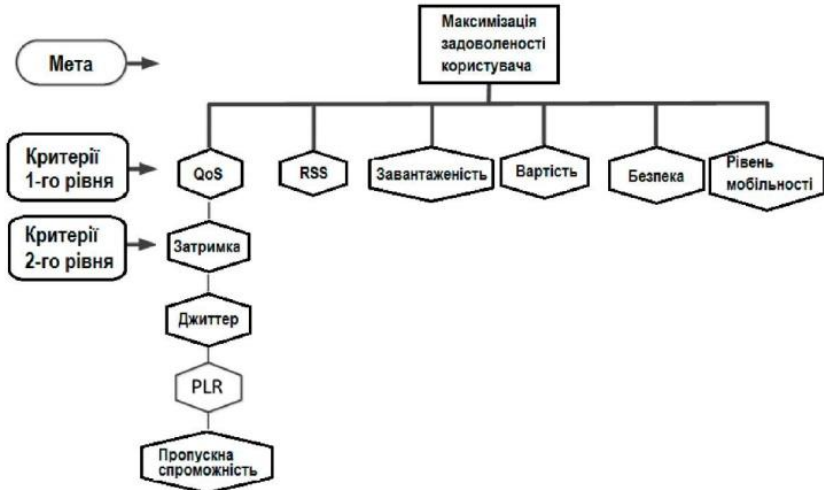 Максимізація
задоволеності
користувача
Мета
Критерії
1-го рівня
QoS
RSS
Завантаженість
Вартість
Безпека
Рівень
мобільності
Критерії
2-го рівня
Затримка
Джиттер
PLR
Пропускна
спроможність